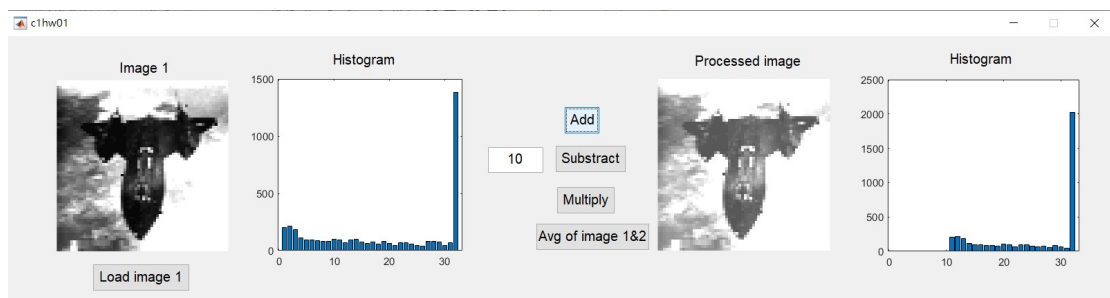 c1hw01
Image 1
Histogram
1500
1000
500
0
0 10 20 30
Load image 1
Add
10
Substract
Multiply
Avg of image 1&2
Processed image
Histogram
2500
2000
1500
1000
500
0
0 10 20 30